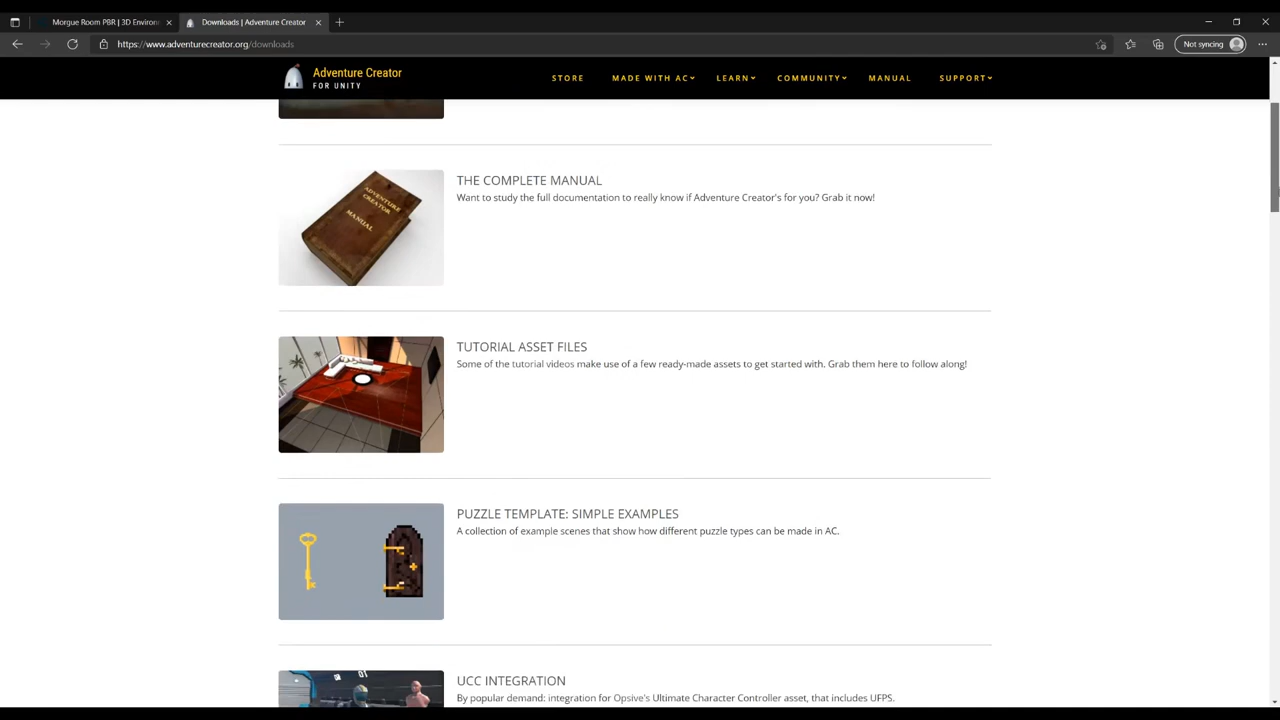 Morgue Room PBR | 3D Environ
Downloads | Adventure Creator
https://www.adventurecreator.org/downloads
Not syncing
Adventure Creator
FOR UNITY
STORE
MADE WITH AC
LEARN
COMMUNITY
MANUAL
SUPPORT
ADVENTURE CREATOR MANUAL
THE COMPLETE MANUAL
Want to study the full documentation to really know if Adventure Creator's for you? Grab it now!
TUTORIAL ASSET FILES
Some of the tutorial videos make use of a few ready-made assets to get started with. Grab them here to follow along!
PUZZLE TEMPLATE: SIMPLE EXAMPLES
A collection of example scenes that show how different puzzle types can be made in AC.
UCC INTEGRATION
By popular demand: integration for Opsive's Ultimate Character Controller asset, that includes UFPS.